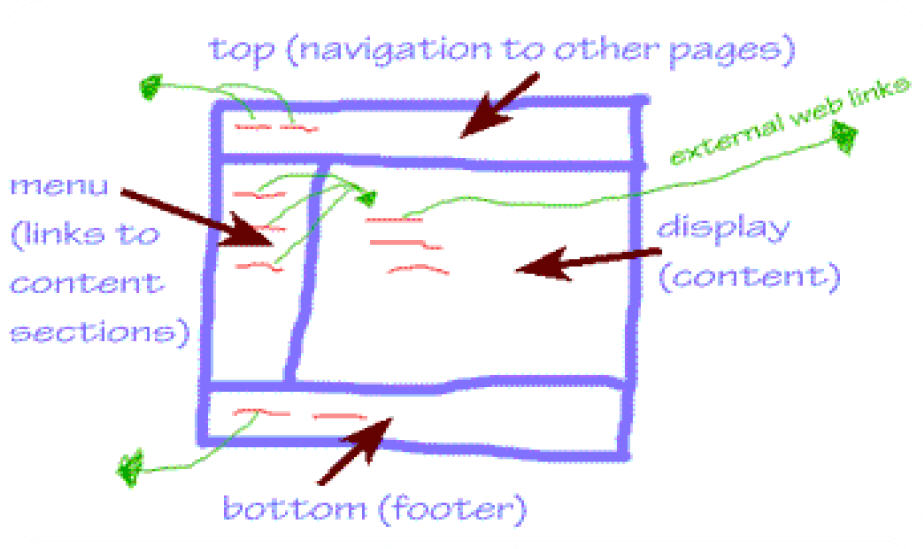 top (navigation to other pages)
external web links
menu
(links to
content
sections)
display
(content)
bottom (footer)